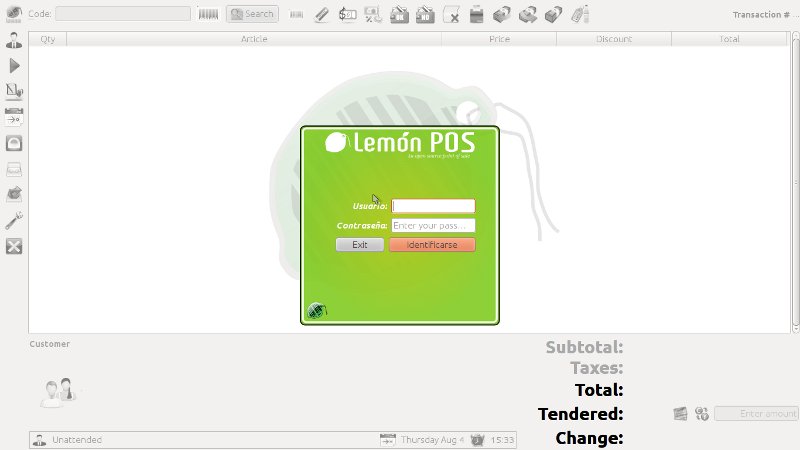 Code:
Search
Transaction # ...
Qty Article Price Discount Total
Lemón POS
Usuario:
Contraseña: Enter your pass...
Exit Identificarse
Customer
Subtotal:
Taxes:
Total:
Tendered: Enter amount
Change:
Unattended Thursday Aug 4 15:33